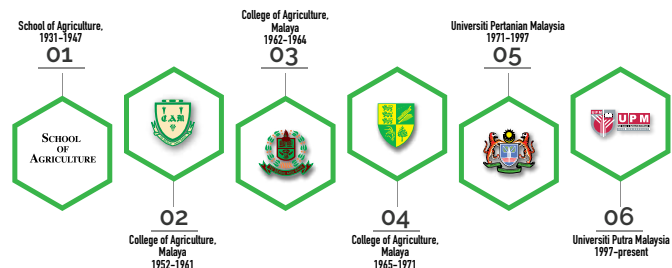 School of Agriculture,
1931-1947
01
SCHOOL
OF
AGRICULTURE
C.A.M
02
College of Agriculture,
Malaya
1952-1961
College of Agriculture,
Malaya
1962-1964
03
04
College of Agriculture,
Malaya
1965-1971
Universiti Pertanian Malaysia
1971-1997
05
UPM
06
Universiti Putra Malaysia
1997-present